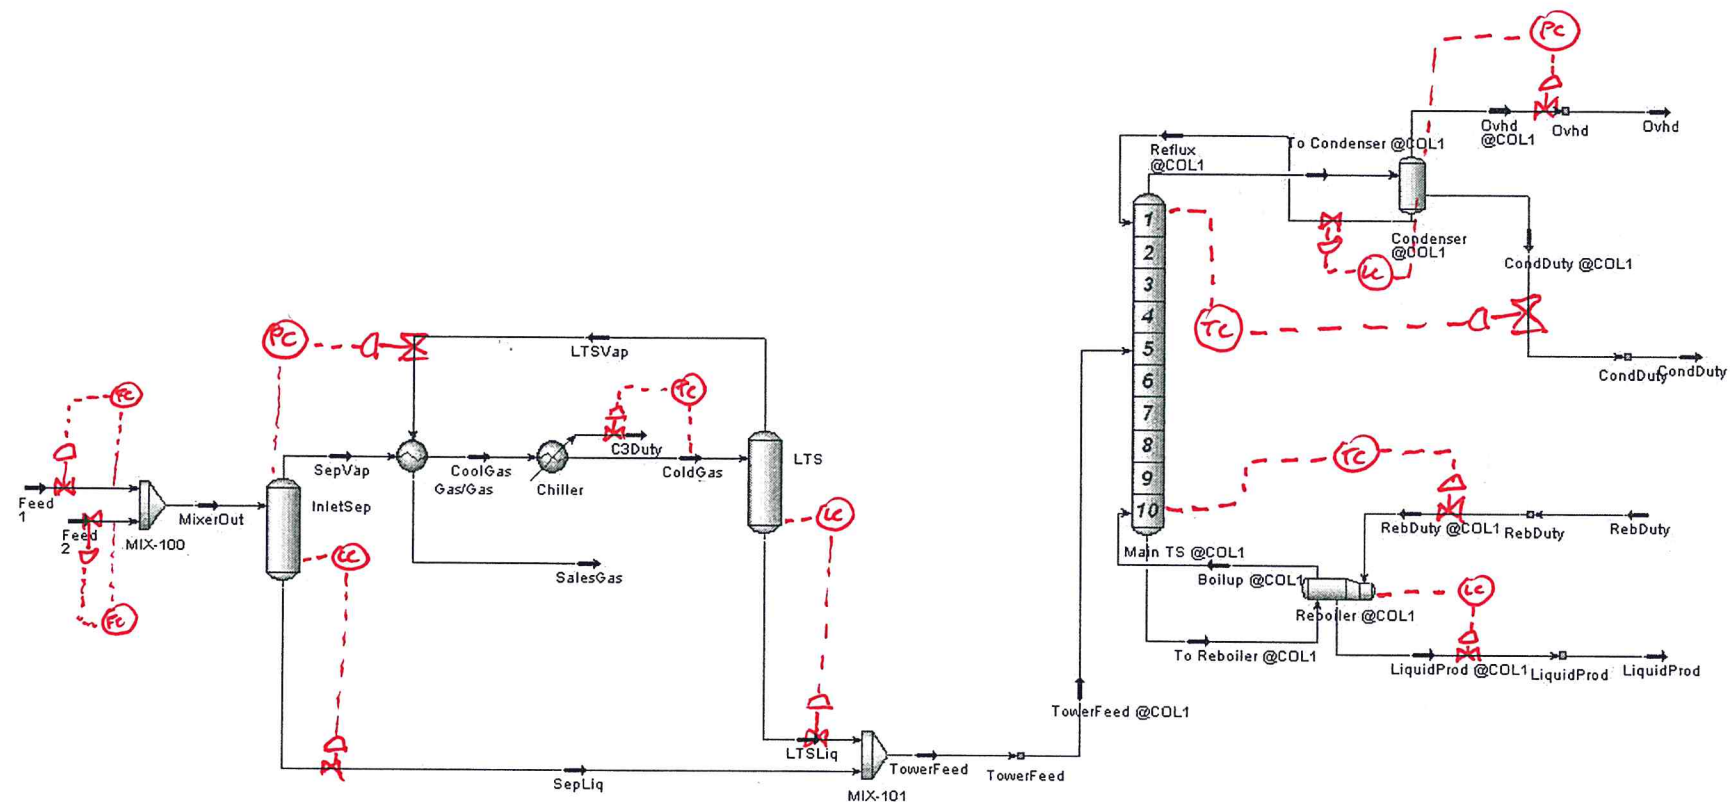 PC
Ovhd
@COL1
Ovhd
Ovhd
To Condenser @COL1
Reflux
@COL1
1
2
3
4
5
6
7
8
9
10
Condenser
@COL1
LC
CondDuty @COL1
TC
CondDuty
CondDuty
PC
LTSVap
FC
TC
C3Duty
SepVap
CoolGas
Gas/Gas
Chiller
ColdGas
LTS
Feed
1
Feed
2
MIX-100
MixerOut
InletSep
LC
FC
SalesGas
LC
TC
RebDuty @COL1
RebDuty
RebDuty
Main TS @COL1
Boilup @COL1
Reboiler @COL1
LC
To Reboiler @COL1
LiquidProd @COL1
LiquidProd
LiquidProd
TowerFeed @COL1
LTSLiq
TowerFeed
TowerFeed
SepLiq
MIX-101